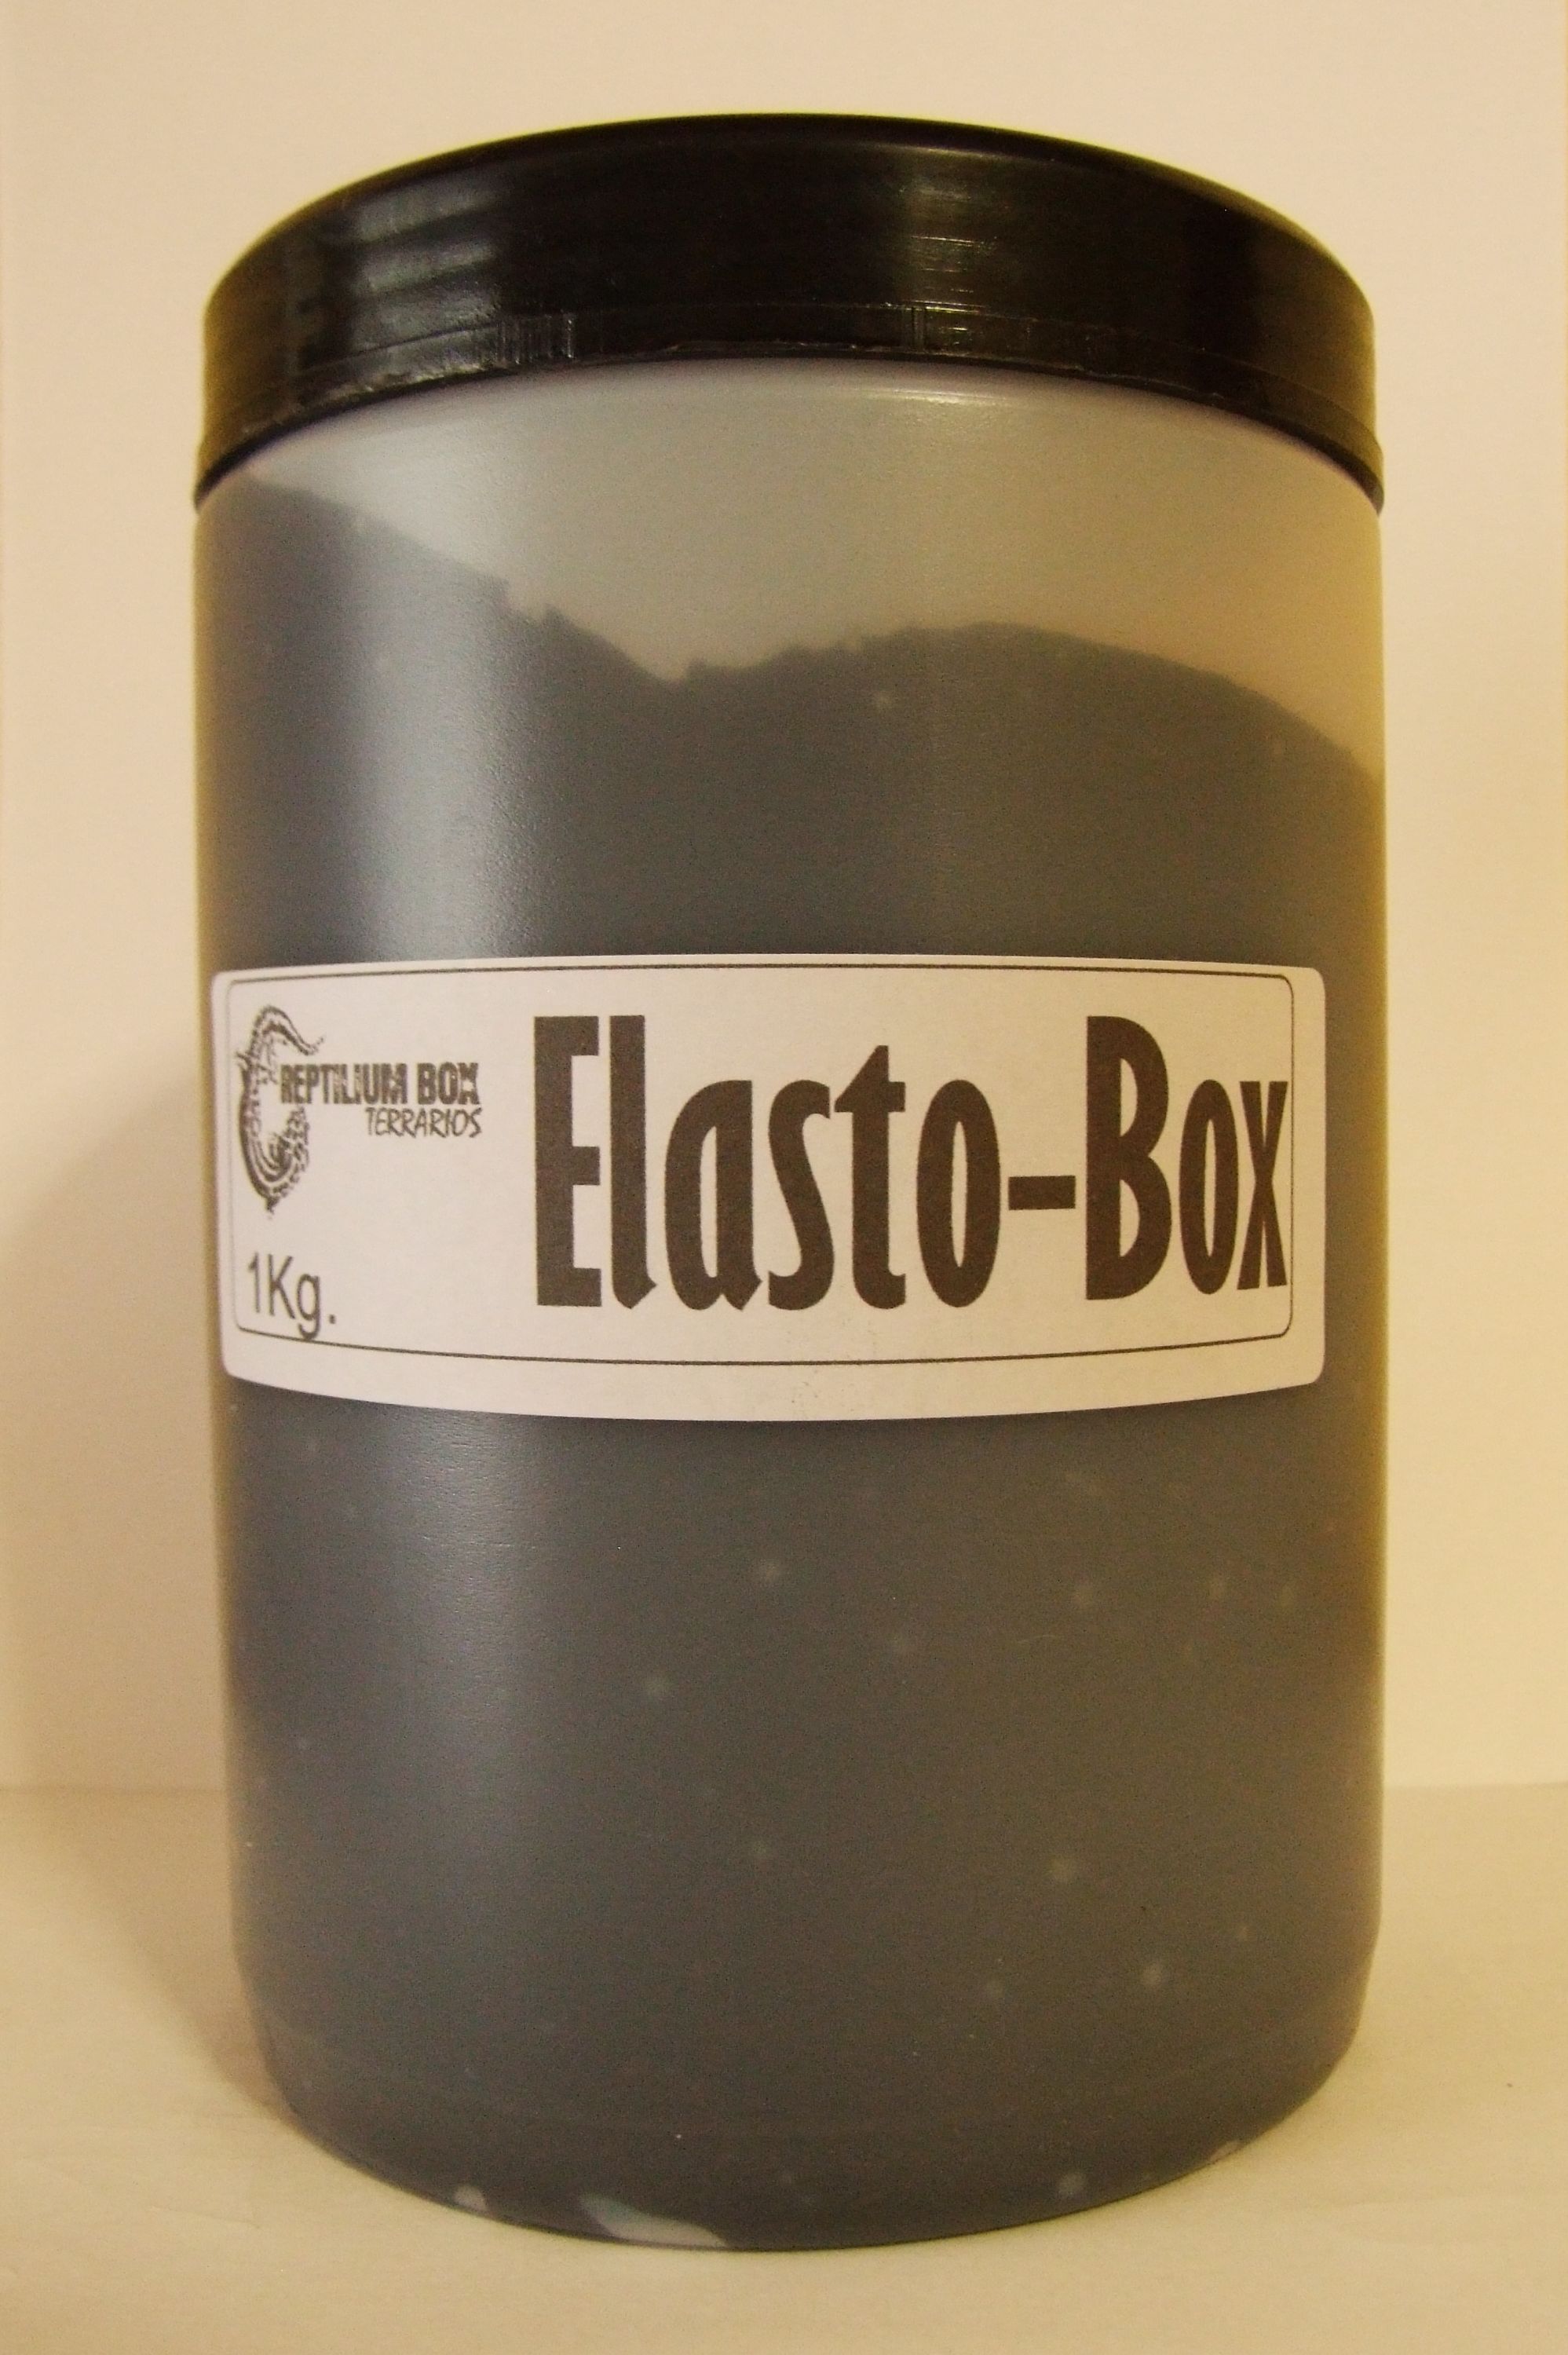 REPTILIUM BOX
TERRARIOS
Elasto-Box
1Kg.